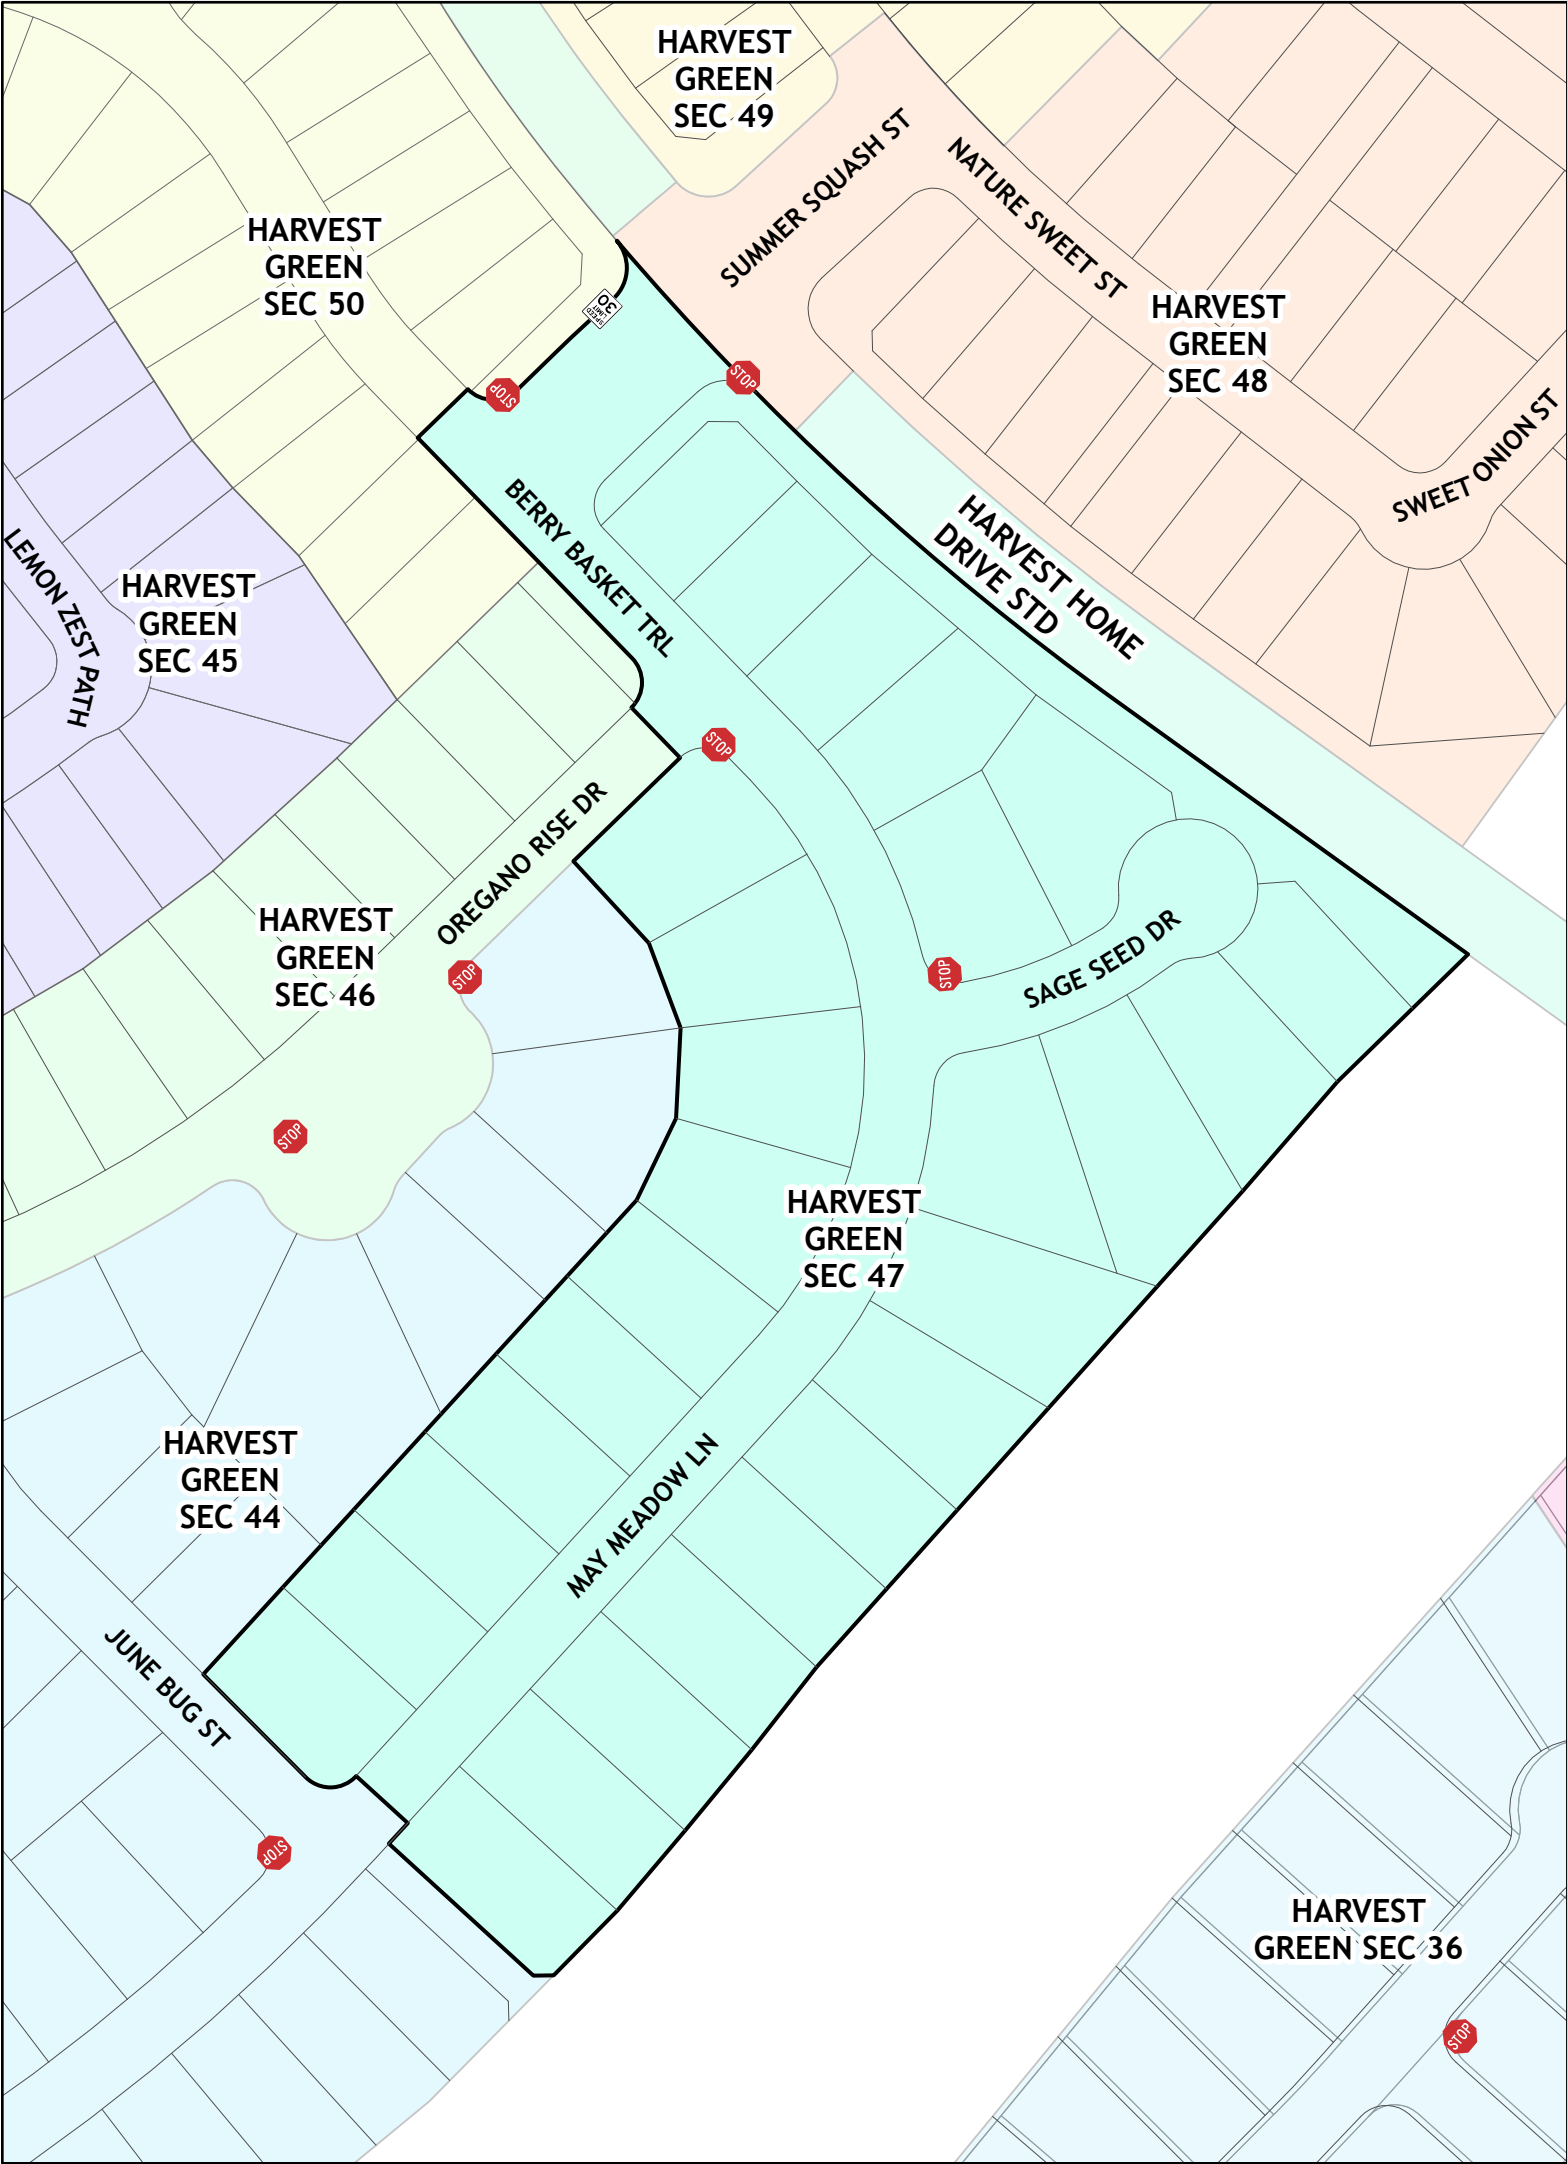 HARVEST
GREEN
SEC 49
SUMMER SQUASH ST
NATURE SWEET ST
HARVEST
GREEN
SEC 50
SPEED
LIMIT
30
HARVEST
GREEN
SEC 48
STOP
STOP
SWEET ONION ST
BERRY BASKET TRL
HARVEST HOME
DRIVE STD
LEMON ZEST PATH
HARVEST
GREEN
SEC 45
STOP
OREGANO RISE DR
HARVEST
GREEN
SEC 46
STOP
STOP
SAGE SEED DR
STOP
HARVEST
GREEN
SEC 47
HARVEST
GREEN
SEC 44
MAY MEADOW LN
JUNE BUG ST
STOP
HARVEST
GREEN SEC 36
STOP